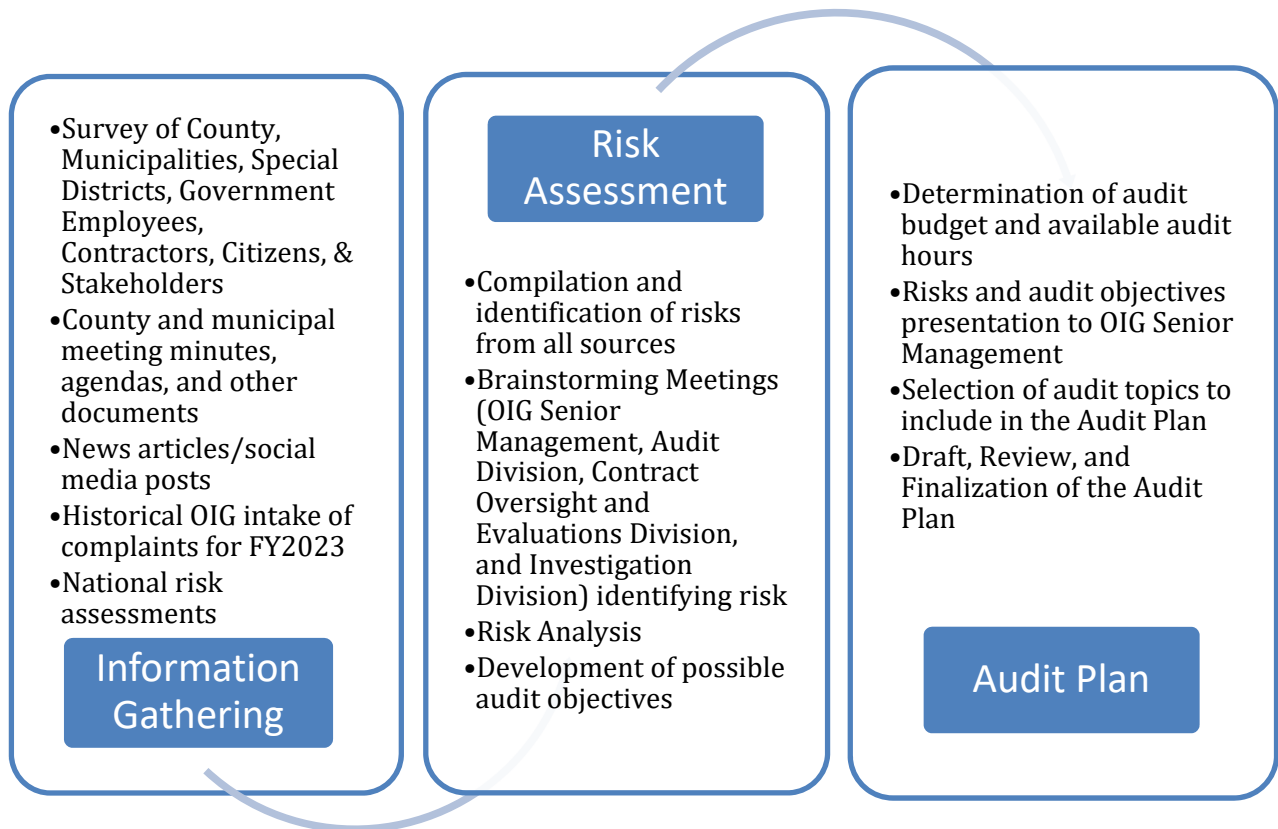 •Survey of County,
Municipalities, Special
Districts, Government
Employees,
Contractors, Citizens, &
Stakeholders
•County and municipal
meeting minutes,
agendas, and other
documents
•News articles/social
media posts
•Historical OIG intake of
complaints for FY2023
•National risk
assessments
Information
Gathering
Risk
Assessment
•Compilation and
identification of risks
from all sources
•Brainstorming Meetings
(OIG Senior
Management, Audit
Division, Contract
Oversight and
Evaluations Division,
and Investigation
Division) identifying risk
•Risk Analysis
•Development of possible
audit objectives
•Determination of audit
budget and available audit
hours
•Risks and audit objectives
presentation to OIG Senior
Management
•Selection of audit topics to
include in the Audit Plan
•Draft, Review, and
Finalization of the Audit
Plan
Audit Plan